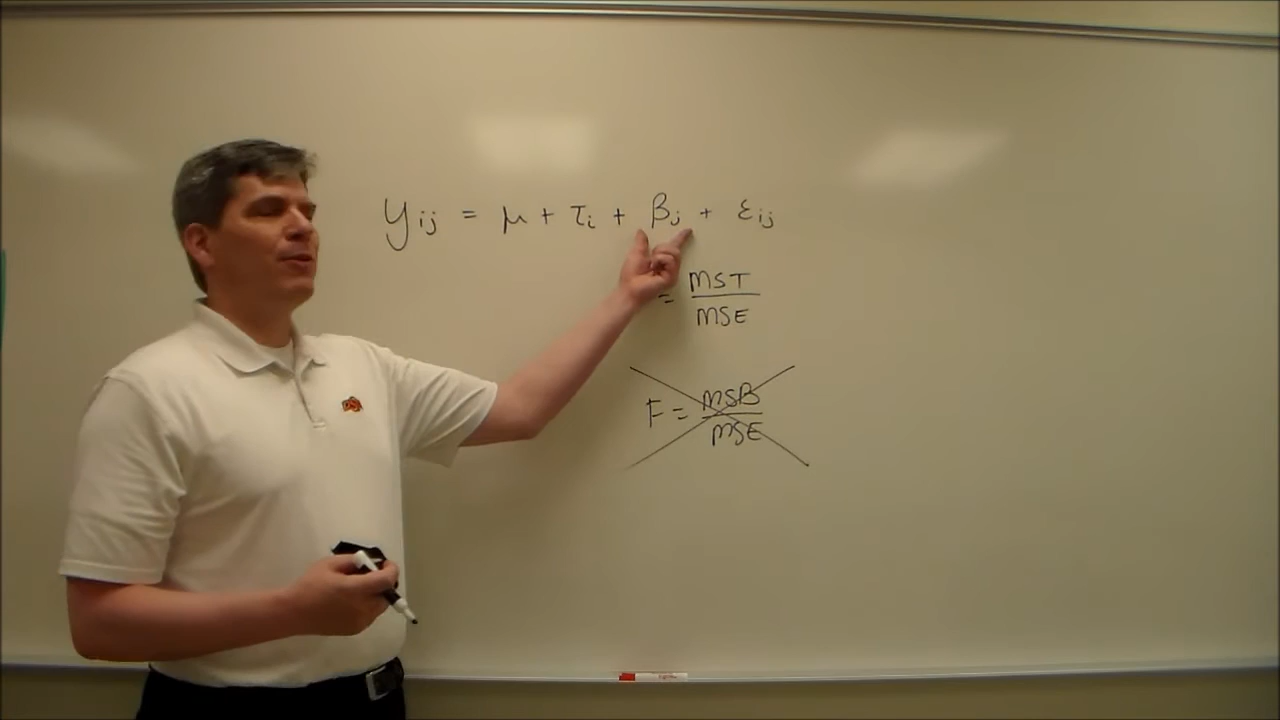 yij = μ + τi + βj + εij
= MST
MSE
F = MSB
MSE